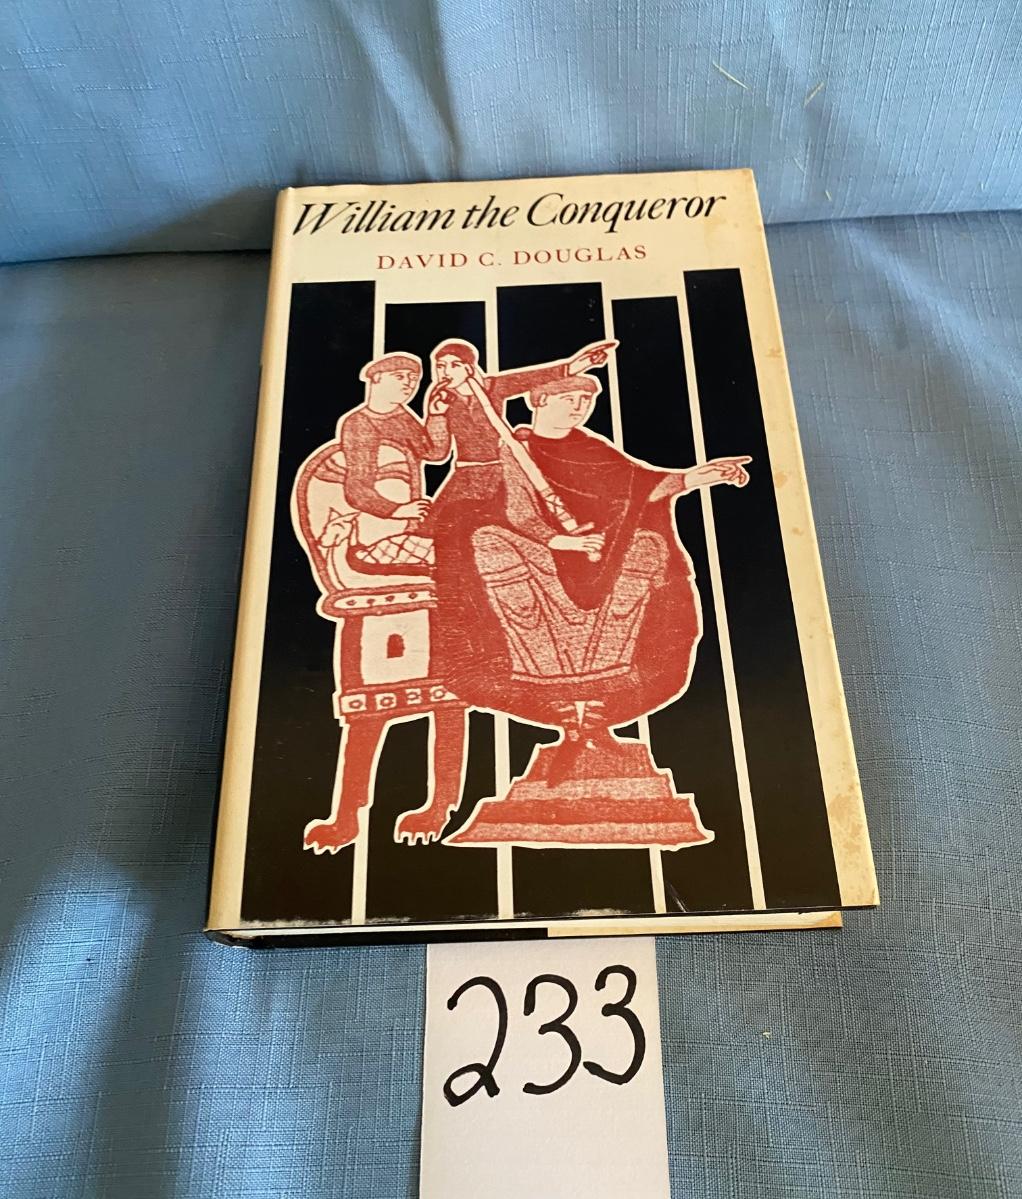 William the Conqueror
DAVID C. DOUGLAS
233